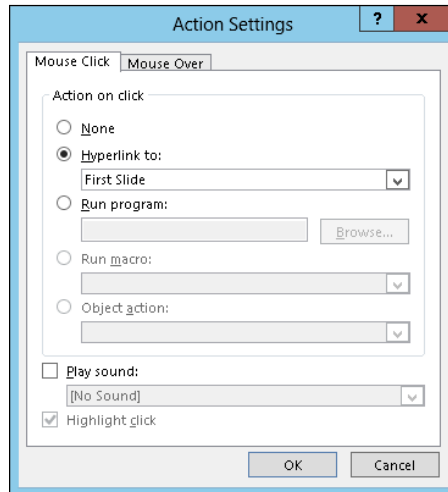 Action Settings
? x
Mouse Click Mouse Over
Action on click
None
Hyperlink to:
First Slide
Run program:
Browse...
Run macro:
Object action:
Play sound:
[No Sound]
Highlight click
OK Cancel